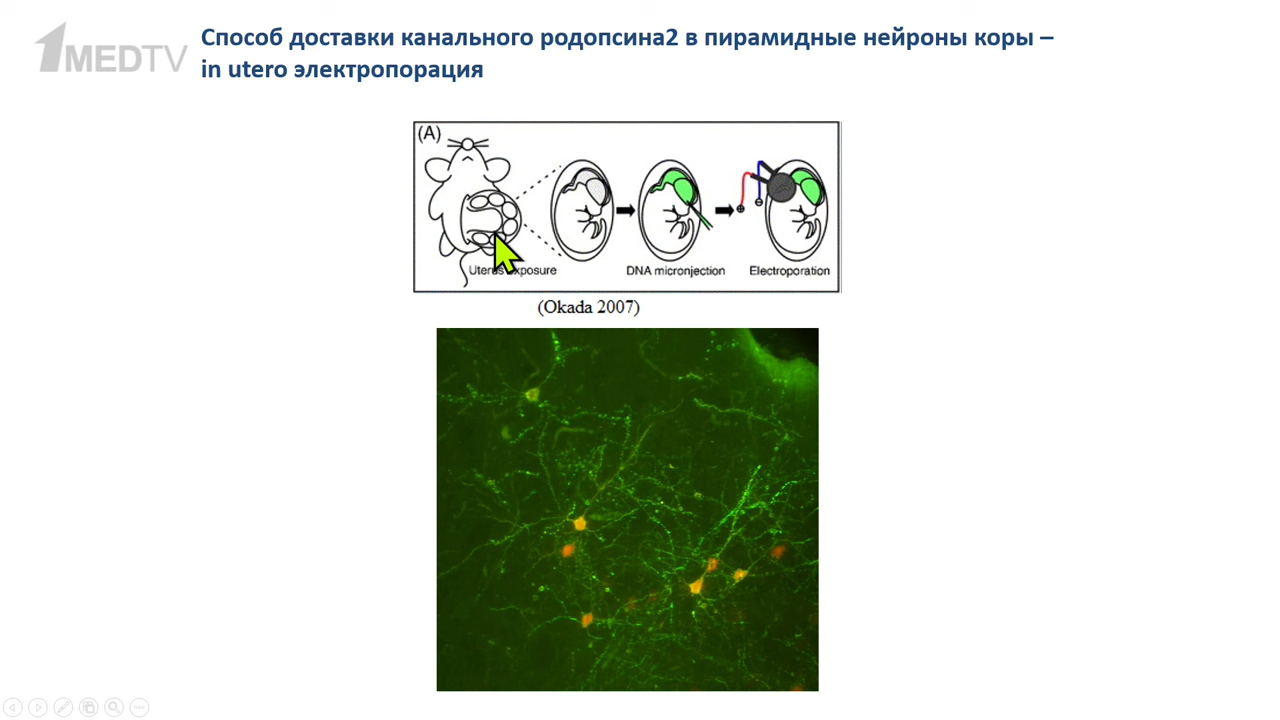 1MEDTV
Способ доставки канального родопсина2 в пирамидные нейроны коры –
in utero электропорация
(A)
Uterus exposure
DNA micronjection
Electroporation
(Okada 2007)